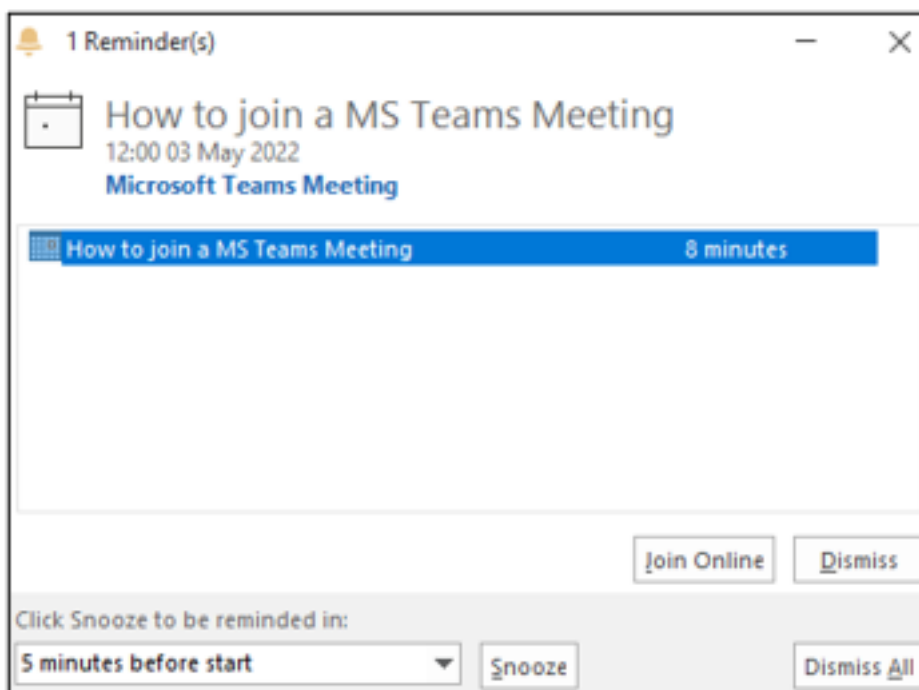 1 Reminder(s)
How to join a MS Teams Meeting
12:00 03 May 2022
Microsoft Teams Meeting
How to join a MS Teams Meeting 8 minutes
Join Online Dismiss
Click Snooze to be reminded in:
5 minutes before start Snooze Dismiss All